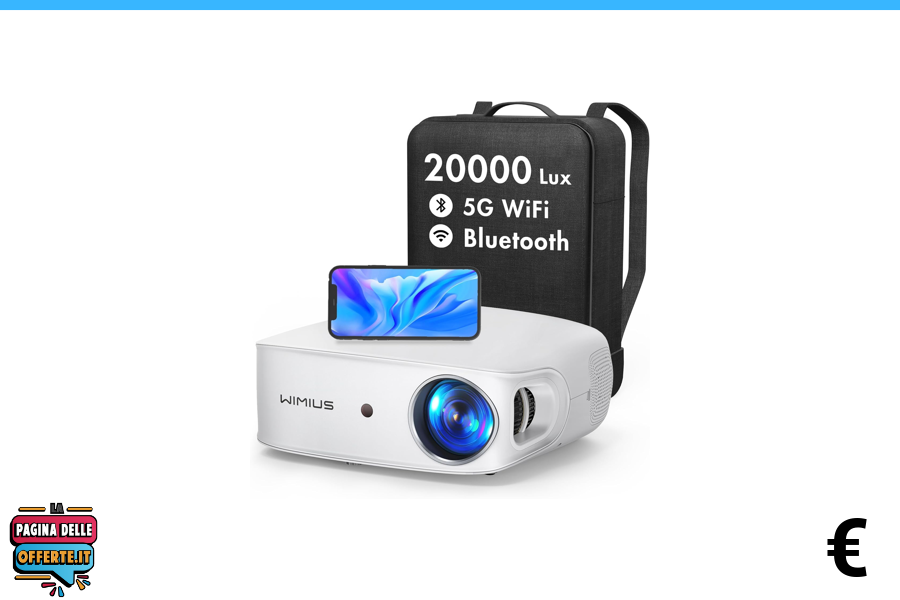 20000 Lux
5G WiFi
Bluetooth
WIMIUS
LA
PAGINA DELLE
OFFERTE.IT
€